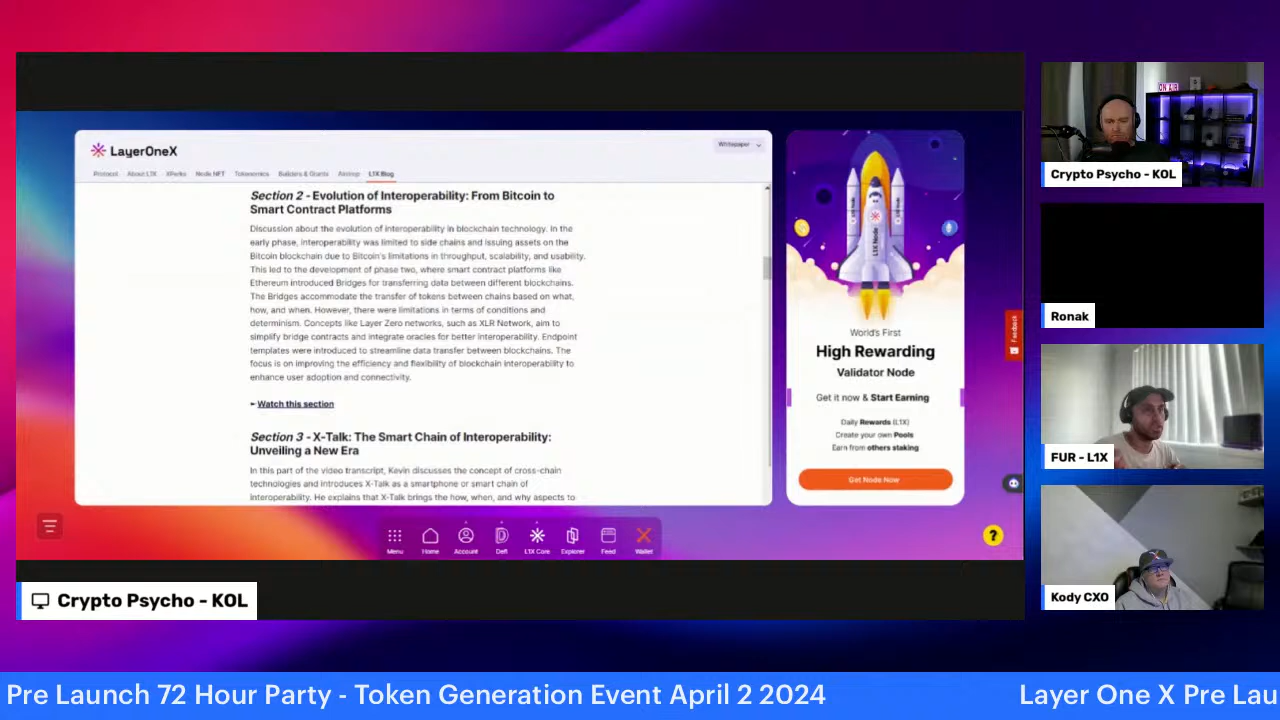 LayerOneX
Whitepaper
Protocol About L1X XPerks Node NFT Tokenomics Builders & Grants Airdrop L1X Blog
Section 2 - Evolution of Interoperability: From Bitcoin to
Smart Contract Platforms
Discussion about the evolution of interoperability in blockchain technology. In the
early phase, interoperability was limited to side chains and issuing assets on the
Bitcoin blockchain due to Bitcoin's limitations in throughput, scalability, and usability.
This led to the development of phase two, where smart contract platforms like
Ethereum introduced Bridges for transferring data between different blockchains.
The Bridges accommodate the transfer of tokens between chains based on what,
how, and when. However, there were limitations in terms of conditions and
determinism. Concepts like Layer Zero networks, such as XLR Network, aim to
simplify bridge contracts and integrate oracles for better interoperability. Endpoint
templates were introduced to streamline data transfer between blockchains. The
focus is on improving the efficiency and flexibility of blockchain interoperability to
enhance user adoption and connectivity.
Watch this section
Section 3 - X-Talk: The Smart Chain of Interoperability:
Unveiling a New Era
In this part of the video transcript, Kevin discusses the concept of cross-chain
technologies and introduces X-Talk as a smartphone or smart chain of
interoperability. He explains that X-Talk brings the how, when, and why aspects to
L1X Node
World's First
High Rewarding
Validator Node
Get it now & Start Earning
Daily Rewards (L1X)
Create your own Pools
Earn from others staking
Get Node Now
Feedback
?
Menu Home Account Defi L1X Core Explorer Feed Wallet
Crypto Psycho - KOL
ON AIR
Crypto Psycho - KOL
Ronak
FUR - L1X
Kody CXO
Pre Launch 72 Hour Party - Token Generation Event April 2 2024
Layer One X Pre Lau